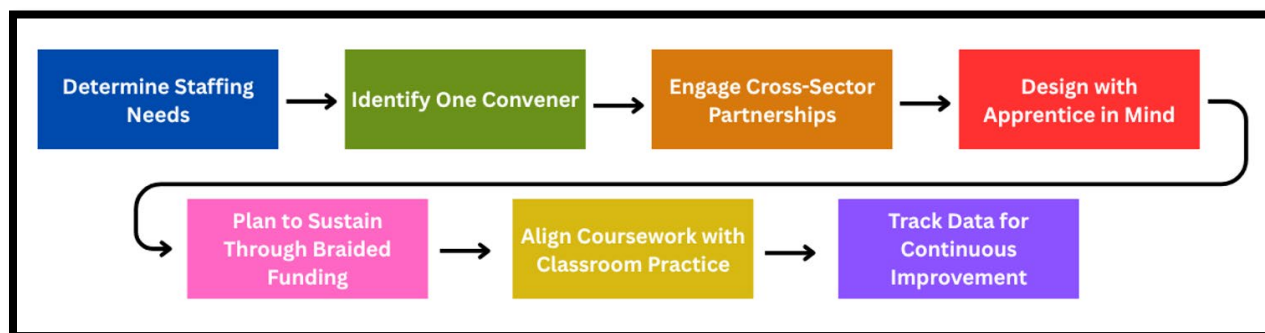 Determine Staffing
Needs
Identify One Convener
Engage Cross-Sector
Partnerships
Design with
Apprentice in Mind
Plan to Sustain
Through Braided
Funding
Align Coursework with
Classroom Practice
Track Data for
Continuous
Improvement